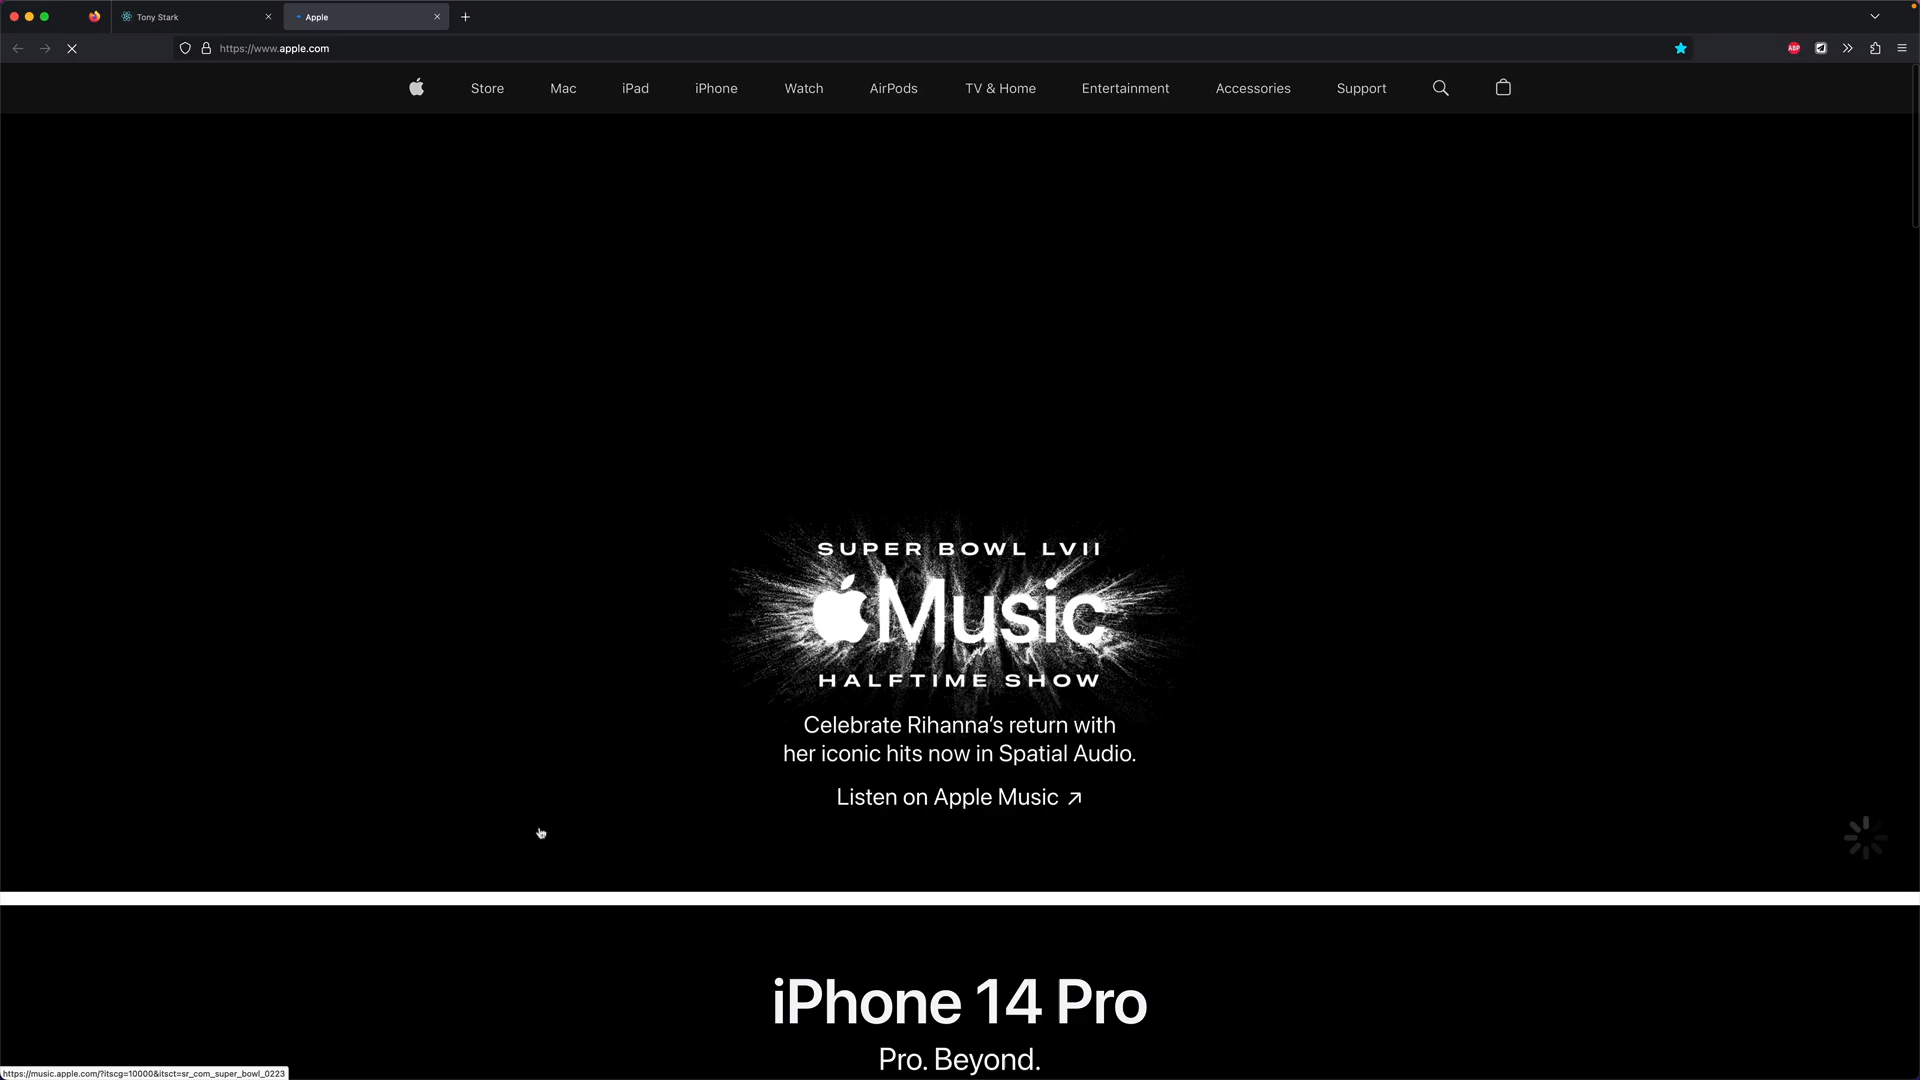 Tony Stark
Apple
https://www.apple.com
ABP
Store
Mac
iPad
iPhone
Watch
AirPods
TV & Home
Entertainment
Accessories
Support
SUPER BOWL LVII
Music
HALFTIME SHOW
Celebrate Rihanna’s return with
her iconic hits now in Spatial Audio.
Listen on Apple Music
iPhone 14 Pro
Pro. Beyond.
https://music.apple.com/?itscg=10000&itsct=sr_com_super_bowl_0223